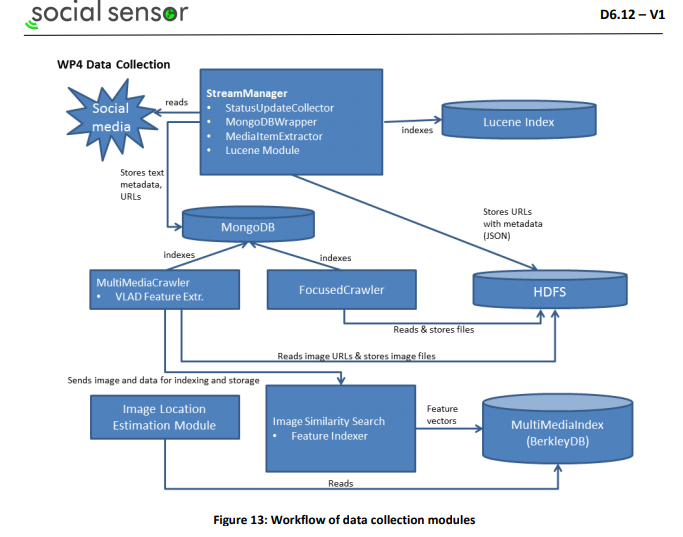 social sensor
D6.12 – V1
WP4 Data Collection
Social
media
reads
StreamManager
• StatusUpdateCollector
• MongoDBWrapper
• MediaItemExtractor
• Lucene Module
indexes
Lucene Index
Stores text
metadata,
URLs
Stores URLs
with metadata
(JSON)
MongoDB
indexes
indexes
MultiMediaCrawler
• VLAD Feature Extr.
FocusedCrawler
HDFS
Reads & stores files
Reads image URLs & stores image files
Sends image and data for indexing and storage
Image Location
Estimation Module
Image Similarity Search
• Feature Indexer
Feature
vectors
MultiMediaIndex
(BerkleyDB)
Reads
Figure 13: Workflow of data collection modules